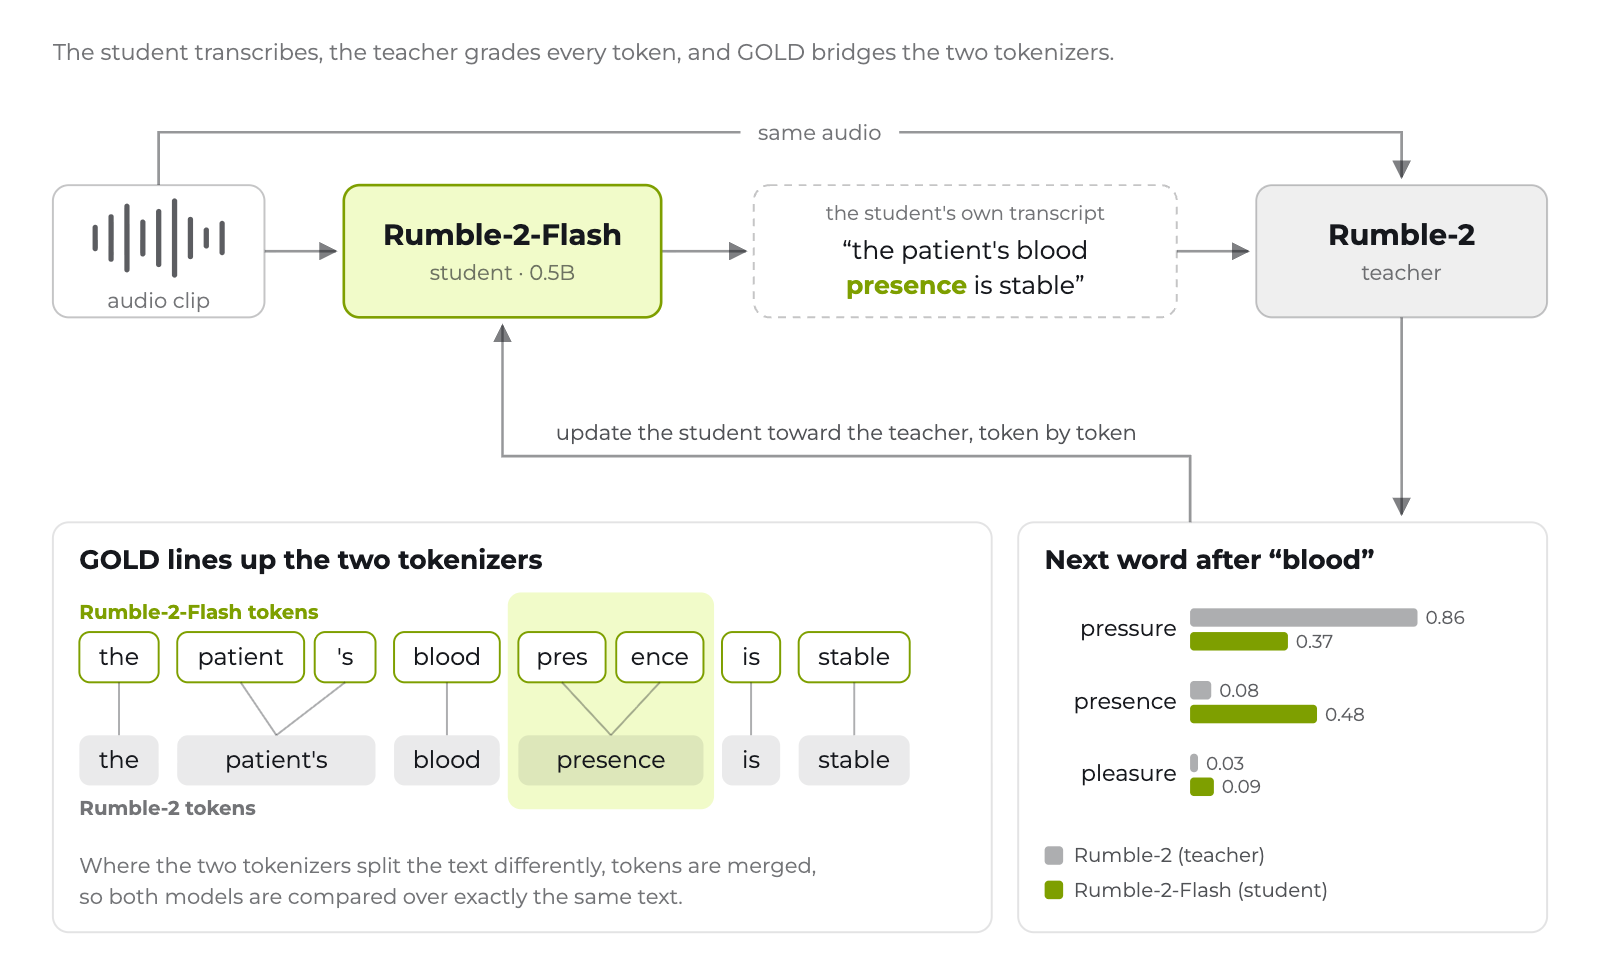 The student transcribes, the teacher grades every token, and GOLD bridges the two tokenizers.
same audio
audio clip
Rumble-2-Flash
student · 0.5B
the student's own transcript
“the patient's blood
presence is stable”
Rumble-2
teacher
update the student toward the teacher, token by token
GOLD lines up the two tokenizers
Rumble-2-Flash tokens
the patient 's blood pres ence is stable
the patient's blood presence is stable
Rumble-2 tokens
Where the two tokenizers split the text differently, tokens are merged,
so both models are compared over exactly the same text.
Next word after “blood”
pressure 0.86
0.37
presence 0.08
0.48
pleasure 0.03
0.09
Rumble-2 (teacher)
Rumble-2-Flash (student)